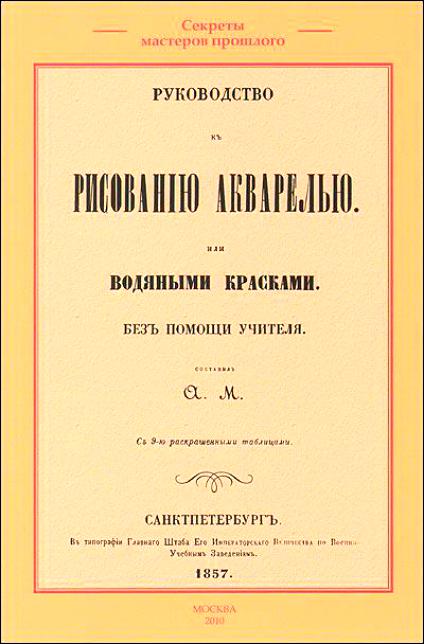 Секреты
мастеров прошлого
РУКОВОДСТВО
КЪ
РИСОВАНІЮ АКВАРЕЛЬЮ.
ИЛИ
ВОДЯНЫМИ КРАСКАМИ.
БЕЗЪ ПОМОЩИ УЧИТЕЛЯ.
СОСТАВИЛЪ
А. М.
Съ 9-ю раскрашенными таблицами.
САНКТПЕТЕРБУРГЪ.
Въ типографіи Главнаго Штаба Его Императорскаго Величества по Военно-
Учебнымъ Заведеніямъ.
1857.
МОСКВА
2010